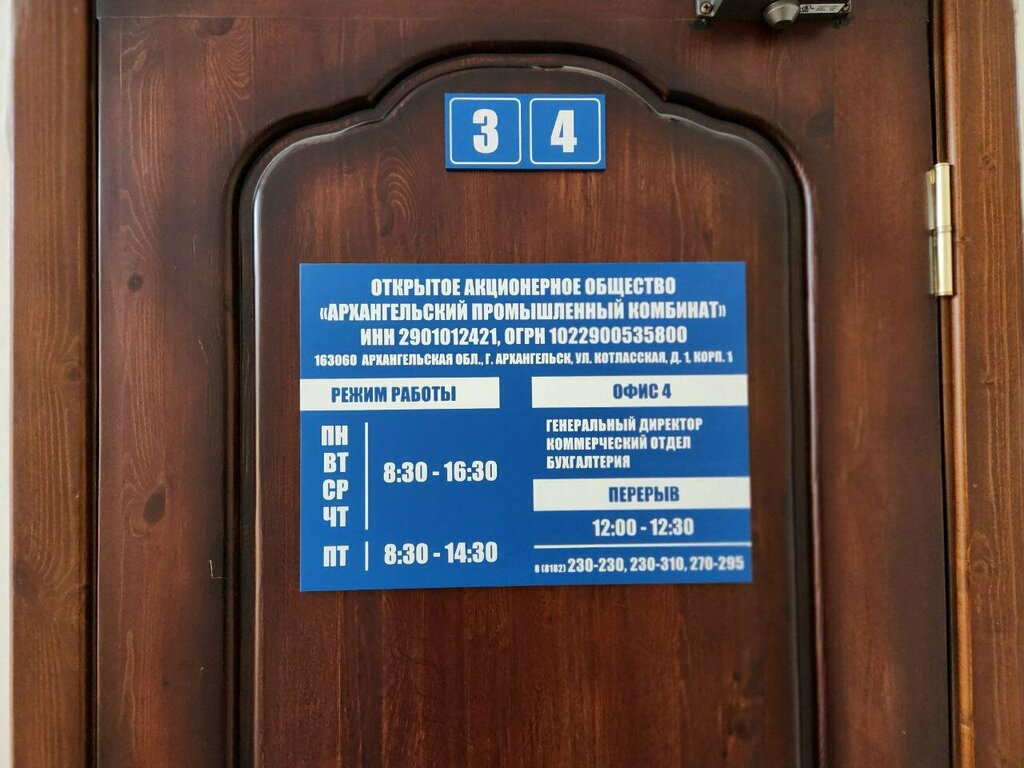 3 4
ОТКРЫТОЕ АКЦИОНЕРНОЕ ОБЩЕСТВО
«АРХАНГЕЛЬСКИЙ ПРОМЫШЛЕННЫЙ КОМБИНАТ»
ИНН 2901012421, ОГРН 1022900535800
163060 АРХАНГЕЛЬСКАЯ ОБЛ., Г. АРХАНГЕЛЬСК, УЛ. КОТЛАССКАЯ, Д. 1, КОРП. 1
РЕЖИМ РАБОТЫ
ПН
ВТ
СР
ЧТ
8:30 - 16:30
ПТ 8:30 - 14:30
ОФИС 4
ГЕНЕРАЛЬНЫЙ ДИРЕКТОР
КОММЕРЧЕСКИЙ ОТДЕЛ
БУХГАЛТЕРИЯ
ПЕРЕРЫВ
12:00 - 12:30
8 (8182) 230-230, 230-310, 270-295